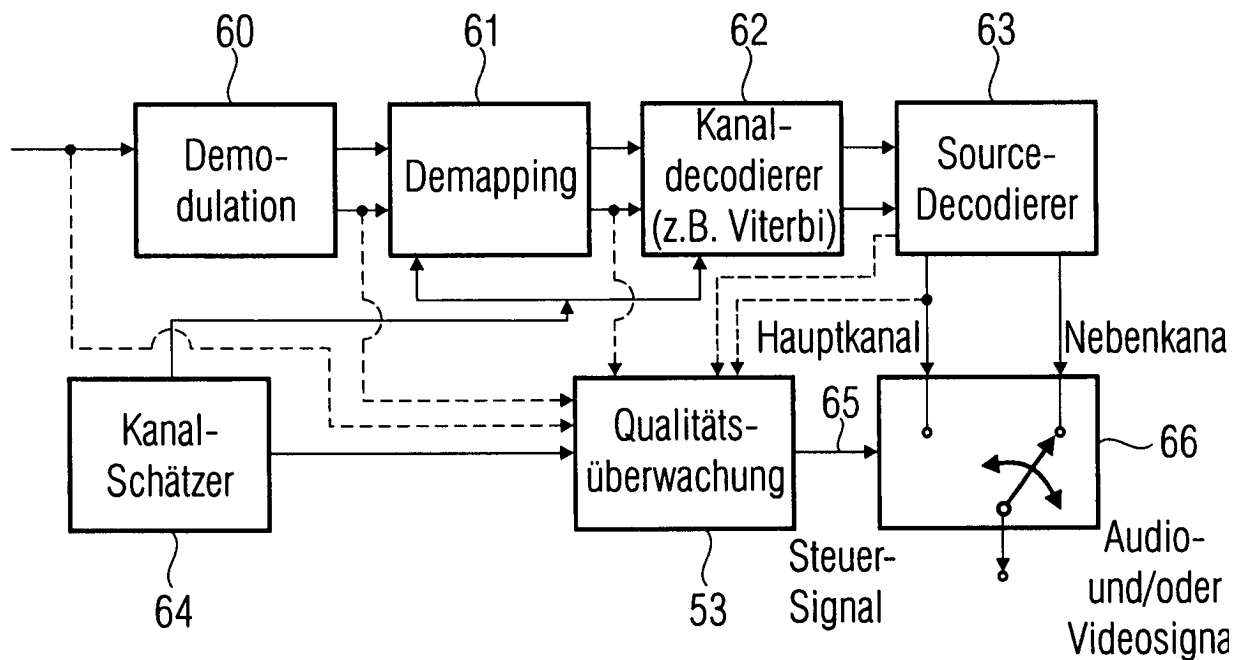 60
61
62
63
Demo-
dulation
Demapping
Kanal-
decodierer
(z.B. Viterbi)
Source-
Decodierer
Hauptkanal
Nebenkana
Kanal-
Schätzer
Qualitäts-
überwachung
65
66
64
53
Steuer-
Signal
Audio-
und/oder
Videosigna